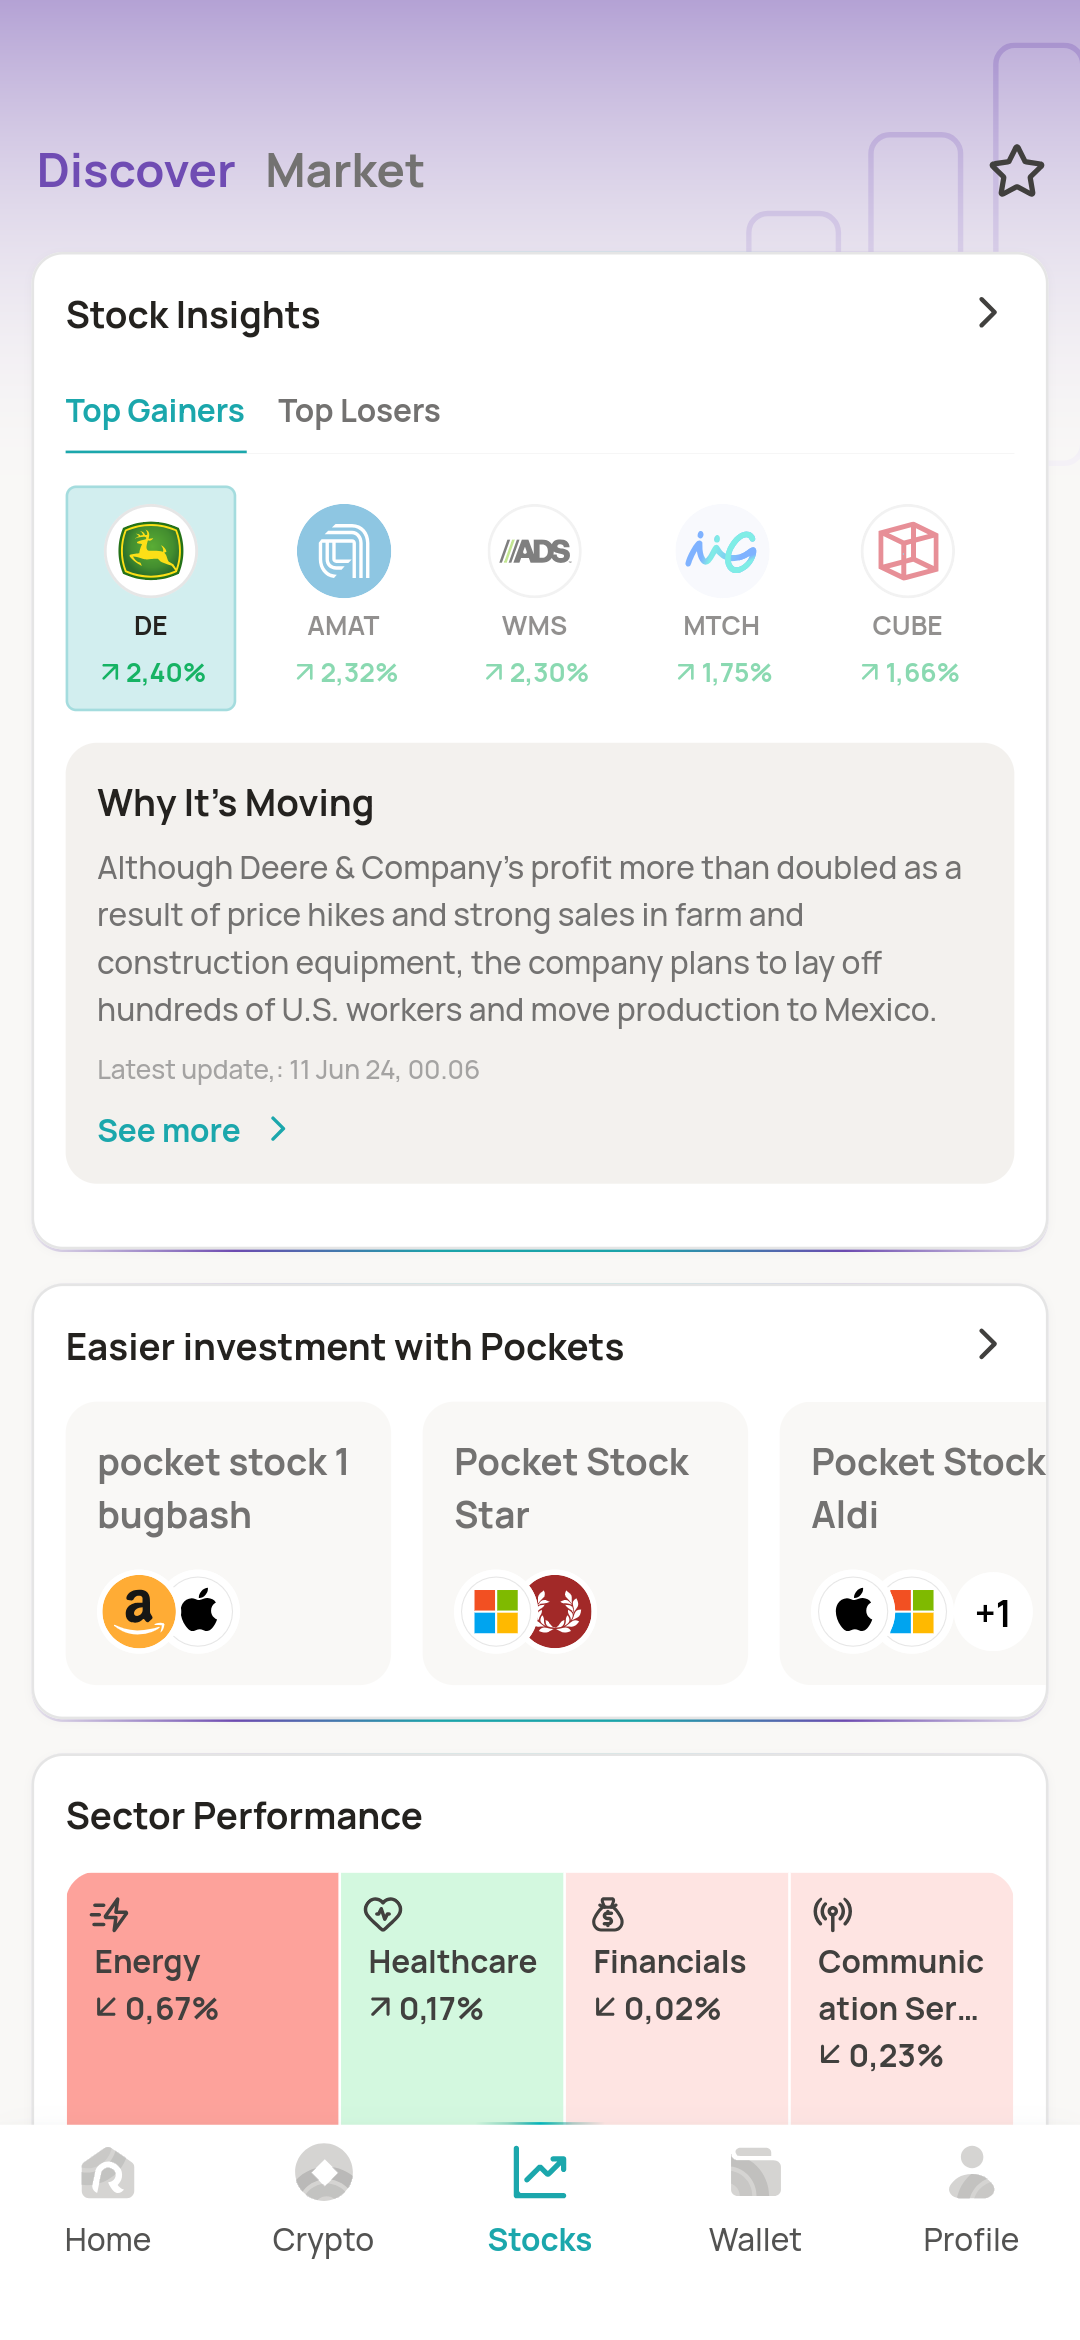 Discover Market
Stock Insights
Top Gainers Top Losers
ADS
DE AMAT WMS MTCH CUBE
2,40% 2,32% 2,30% 1,75% 1,66%
Why It’s Moving
Although Deere & Company’s profit more than doubled as a
result of price hikes and strong sales in farm and
construction equipment, the company plans to lay off
hundreds of U.S. workers and move production to Mexico.
Latest update,: 11 Jun 24, 00.06
See more
Easier investment with Pockets
pocket stock 1
bugbash
Pocket Stock
Star
Pocket Stock
Aldi
+1
Sector Performance
Energy
0,67%
Healthcare
0,17%
Financials
0,02%
Communic
ation Ser...
0,23%
Home Crypto Stocks Wallet Profile